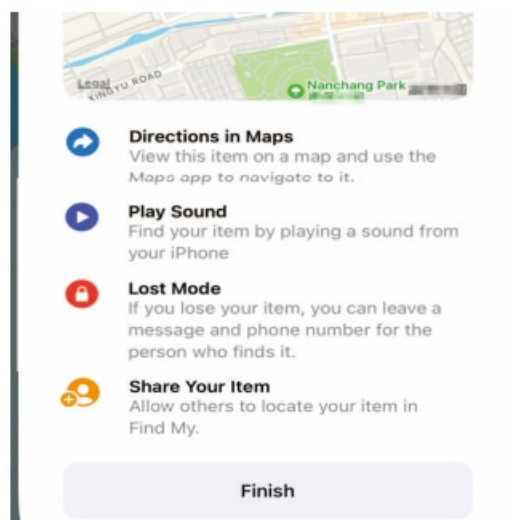 Legal
XINGYU ROAD
Nanchang Park
Directions in Maps
View this item on a map and use the
Maps app to navigate to it.
Play Sound
Find your item by playing a sound from
your iPhone
Lost Mode
If you lose your item, you can leave a
message and phone number for the
person who finds it.
Share Your Item
Allow others to locate your item in
Find My.
Finish